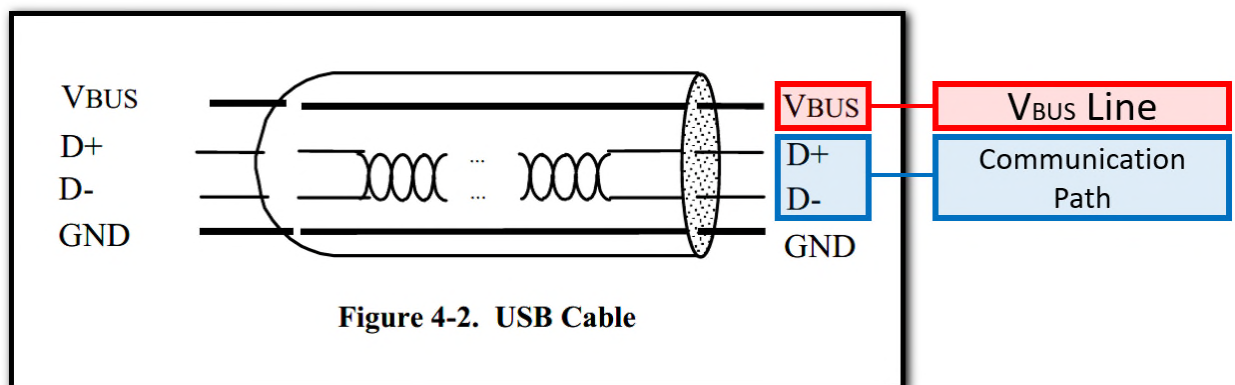 VBUS
VBUS
VBUS Line
D+
D+
Communication
Path
D-
...
...
D-
GND
GND
Figure 4-2. USB Cable